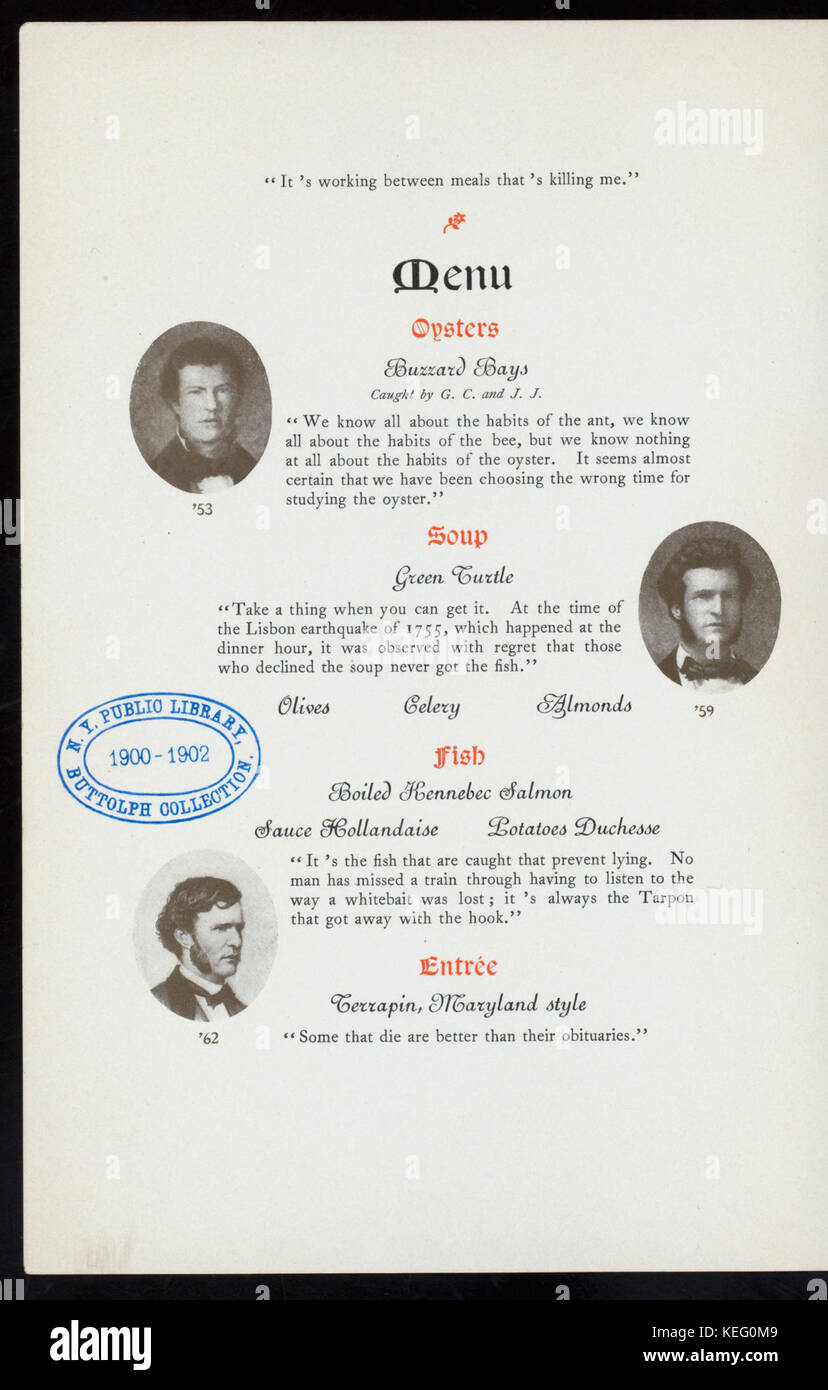 “ It ’s working between meals that ’s killing me.”
Menu
Oysters
Buzzard Bays
Caught by G. C. and J. J.
“ We know all about the habits of the ant, we know
all about the habits of the bee, but we know nothing
at all about the habits of the oyster. It seems almost
certain that we have been choosing the wrong time for
studying the oyster.”
’53
Soup
Green Turtle
“Take a thing when you can get it. At the time of
the Lisbon earthquake of 1755, which happened at the
dinner hour, it was observed with regret that those
who declined the soup never got the fish.”
’59
Olives Celery Almonds
N. Y. PUBLIC LIBRARY,
1900-1902
BUTTOLPH COLLECTION.
Fish
Boiled Kennebec Salmon
Sauce Hollandaise Potatoes Duchesse
“ It ’s the fish that are caught that prevent lying. No
man has missed a train through having to listen to the
way a whitebait was lost; it ’s always the Tarpon
that got away with the hook.”
Entrée
Terrapin, Maryland style
’62
“ Some that die are better than their obituaries.”
a a a
alamy
a a
alamy
a a
alamy
a a a
alamy
Image ID: KEG0M9
www.alamy.com